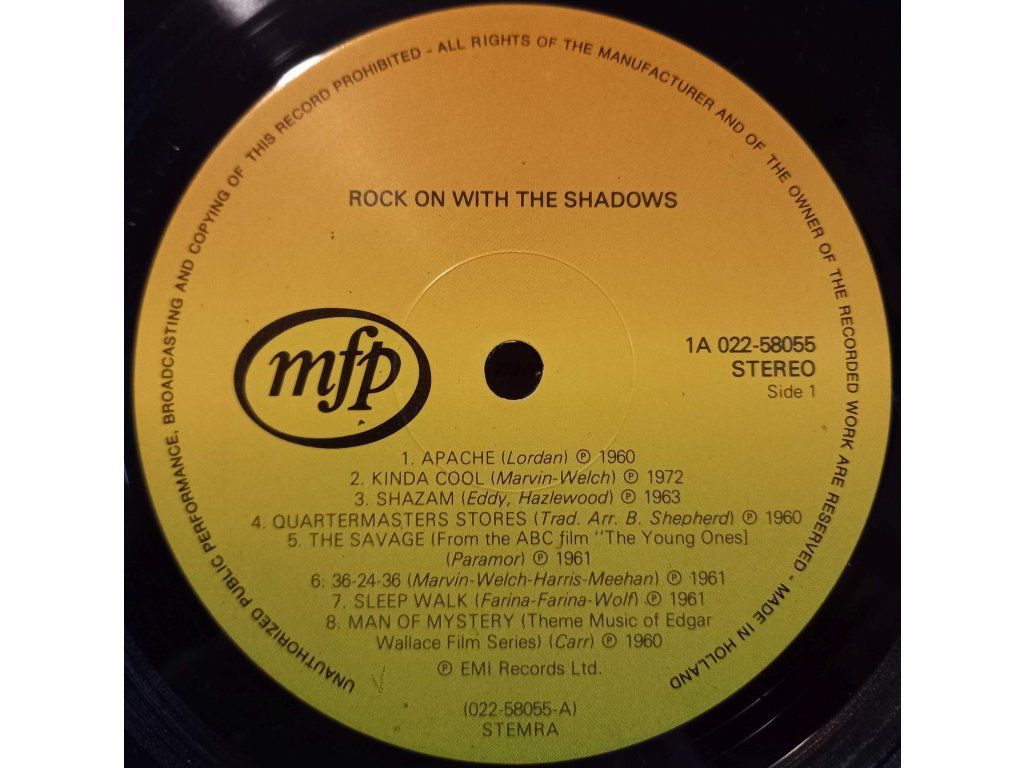 UNAUTHORIZED PUBLIC PERFORMANCE, BROADCASTING AND COPYING OF THIS RECORD PROHIBITED - ALL RIGHTS OF THE MANUFACTURER AND OF THE OWNER OF THE RECORDED WORK ARE RESERVED - MADE IN HOLLAND
ROCK ON WITH THE SHADOWS
mfp
1A 022-58055
STEREO
Side 1
1. APACHE (Lordan) ℗ 1960
2. KINDA COOL (Marvin-Welch) ℗ 1972
3. SHAZAM (Eddy, Hazlewood) ℗ 1963
4. QUARTERMASTERS STORES (Trad. Arr. B. Shepherd) ℗ 1960
5. THE SAVAGE (From the ABC film "The Young Ones]
(Paramor) ℗ 1961
6: 36-24-36 (Marvin-Welch-Harris-Meehan) ℗ 1961
7. SLEEP WALK (Farina-Farina-Wolf) ℗ 1961
8. MAN OF MYSTERY (Theme Music of Edgar
Wallace Film Series) (Carr) ℗ 1960
℗ EMI Records Ltd.
(022-58055-A)
STEMRA